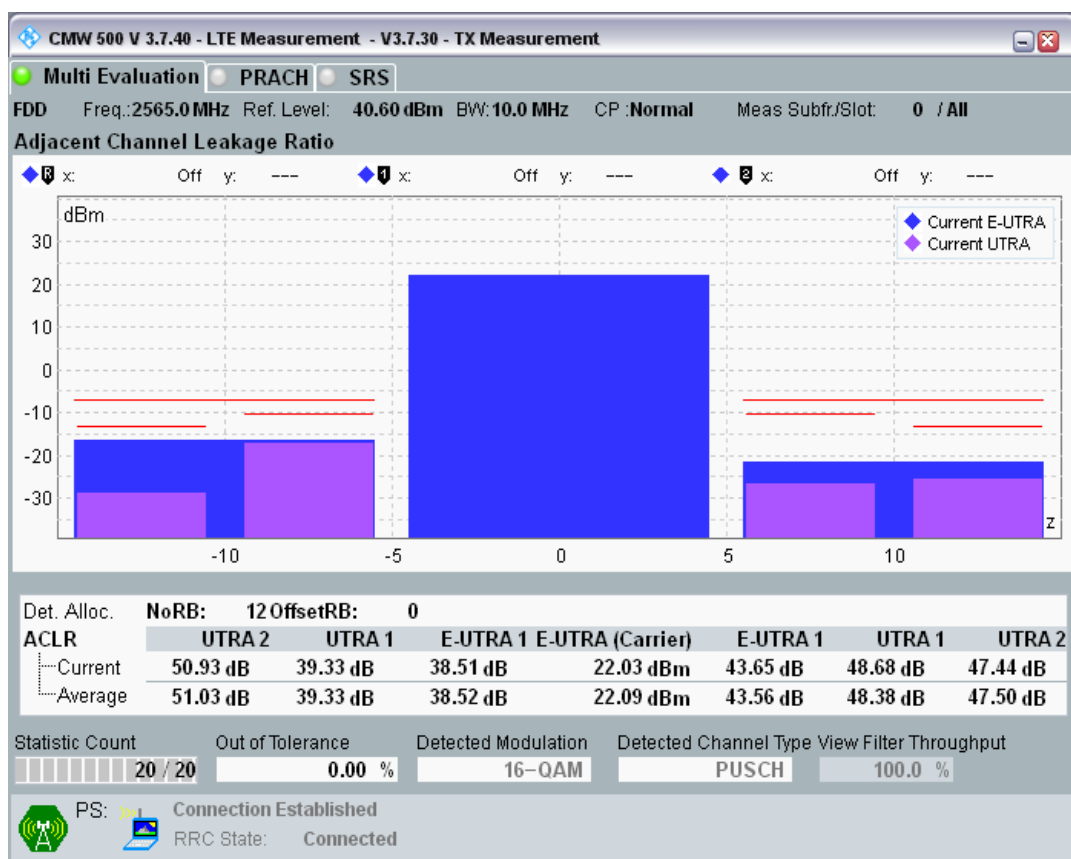 CMW 500 V 3.7.40 - LTE Measurement - V3.7.30 - TX Measurement
Multi Evaluation PRACH SRS
FDD Freq.:2565.0 MHz Ref. Level: 40.60 dBm BW:10.0 MHz CP :Normal Meas Subfr./Slot: 0 / All
Adjacent Channel Leakage Ratio
R x: Off y: --- 1 x: Off y: --- 2 x: Off y: ---
dBm
Current E-UTRA
Current UTRA
30
20
10
0
-10
-20
-30
z
-10 -5 0 5 10
Det. Alloc. NoRB: 12 OffsetRB: 0
ACLR UTRA 2 UTRA 1 E-UTRA 1 E-UTRA (Carrier) E-UTRA 1 UTRA 1 UTRA 2
Current 50.93 dB 39.33 dB 38.51 dB 22.03 dBm 43.65 dB 48.68 dB 47.44 dB
Average 51.03 dB 39.33 dB 38.52 dB 22.09 dBm 43.56 dB 48.38 dB 47.50 dB
Statistic Count Out of Tolerance Detected Modulation Detected Channel Type View Filter Throughput
20 / 20 0.00 % 16-QAM PUSCH 100.0 %
PS: Connection Established
RRC State: Connected